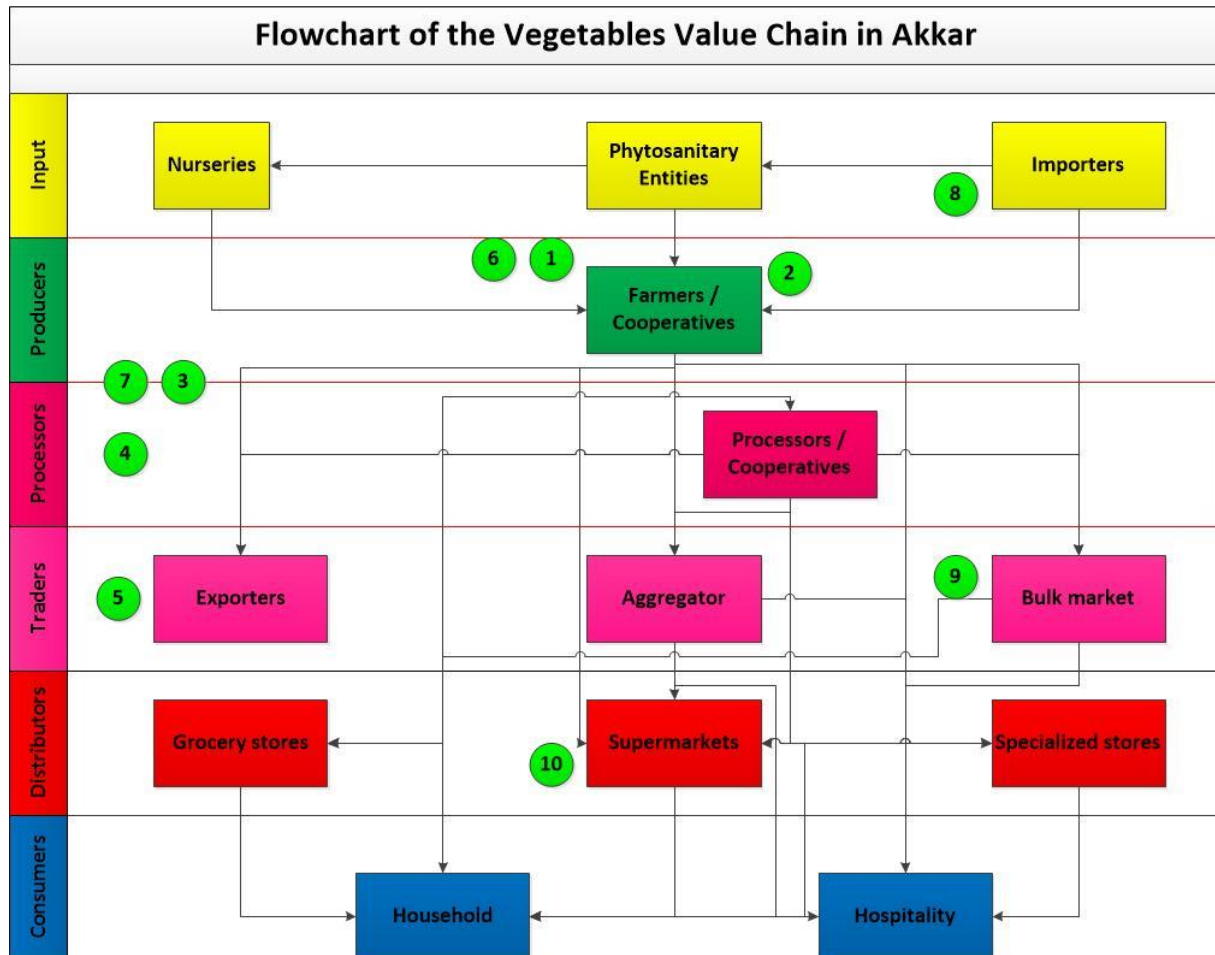 Flowchart of the Vegetables Value Chain in Akkar
Input
Nurseries
Phytosanitary
Entities
Importers
8
Producers
6
1
2
Farmers /
Cooperatives
7
3
Processors
4
Processors /
Cooperatives
Traders
5
Exporters
Aggregator
9
Bulk market
Distributors
Grocery stores
10
Supermarkets
Specialized stores
Consumers
Household
Hospitality